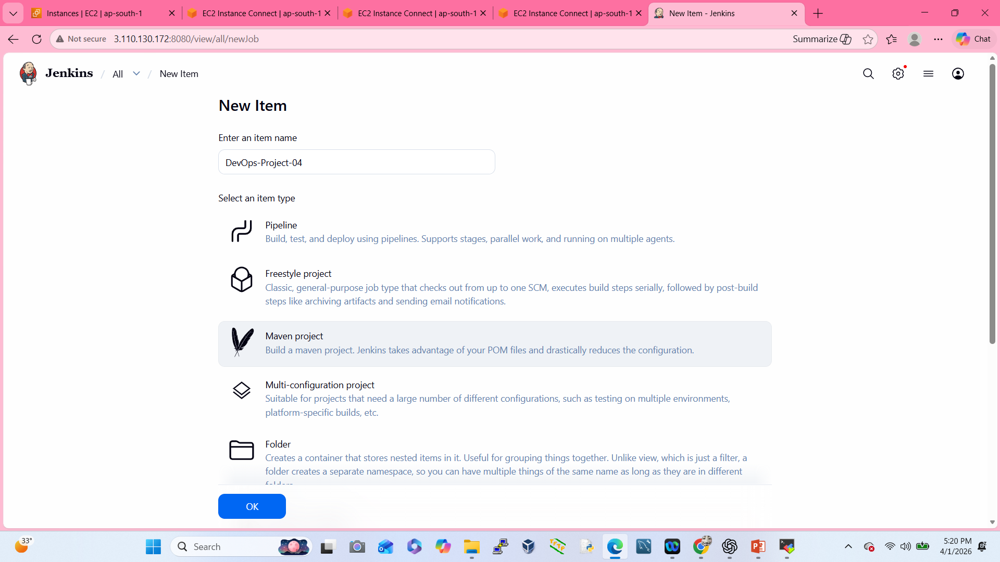 Instances | EC2 | ap-south-1
EC2 Instance Connect | ap-south-1
EC2 Instance Connect | ap-south-1
EC2 Instance Connect | ap-south-1
New Item - Jenkins
Not secure
3.110.130.172:8080/view/all/newJob
Summarize
Chat
Jenkins / All / New Item
New Item
Enter an item name
DevOps-Project-04
Select an item type
Pipeline
Build, test, and deploy using pipelines. Supports stages, parallel work, and running on multiple agents.
Freestyle project
Classic, general-purpose job type that checks out from up to one SCM, executes build steps serially, followed by post-build
steps like archiving artifacts and sending email notifications.
Maven project
Build a maven project. Jenkins takes advantage of your POM files and drastically reduces the configuration.
Multi-configuration project
Suitable for projects that need a large number of different configurations, such as testing on multiple environments,
platform-specific builds, etc.
Folder
Creates a container that stores nested items in it. Useful for grouping things together. Unlike view, which is just a filter, a
folder creates a separate namespace, so you can have multiple things of the same name as long as they are in different
OK
33°
Search
TFTP
5:20 PM
4/1/2026